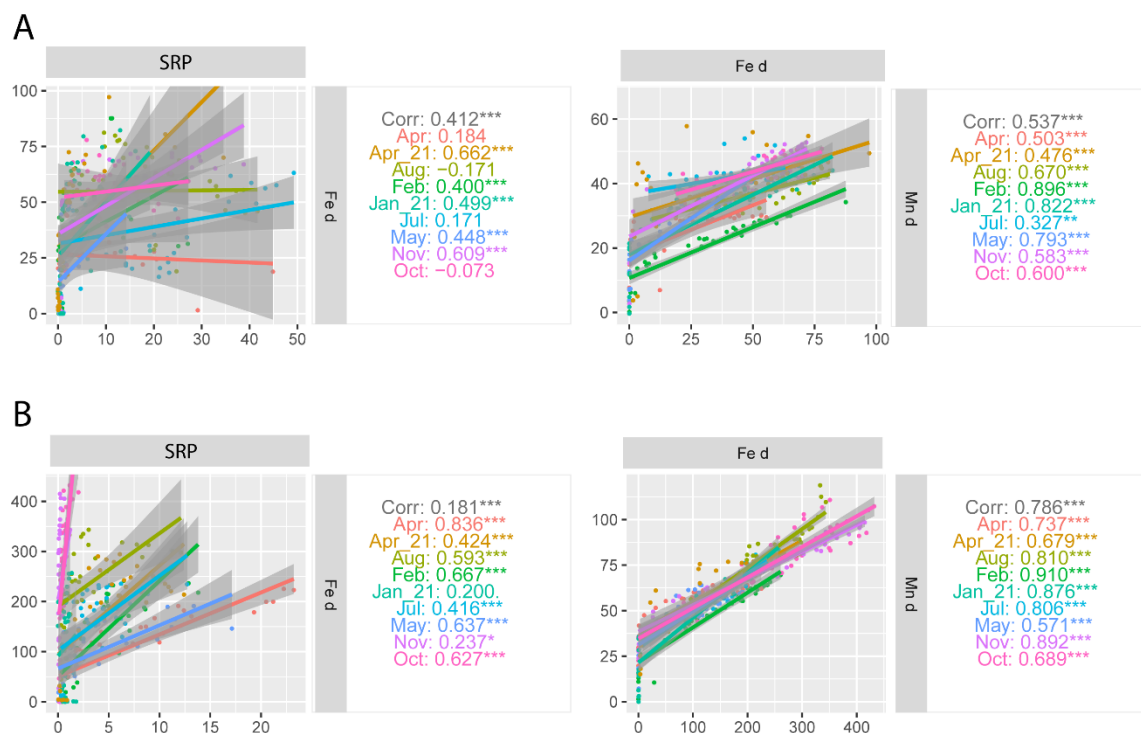 A
SRP
100
75
50
25
0
0 10 20 30 40 50
Fe d
Corr: 0.412***
Apr: 0.184
Apr_21: 0.662***
Aug: −0.171
Feb: 0.400***
Jan_21: 0.499***
Jul: 0.171
May: 0.448***
Nov: 0.609***
Oct: −0.073
Fe d
60
40
20
0
0 25 50 75 100
Mn d
Corr: 0.537***
Apr: 0.503***
Apr_21: 0.476***
Aug: 0.670***
Feb: 0.896***
Jan_21: 0.822***
Jul: 0.327**
May: 0.793***
Nov: 0.583***
Oct: 0.600***
B
SRP
400
300
200
100
0
0 5 10 15 20
Fe d
Corr: 0.181***
Apr: 0.836***
Apr_21: 0.424***
Aug: 0.593***
Feb: 0.667***
Jan_21: 0.200.
Jul: 0.416***
May: 0.637***
Nov: 0.237*
Oct: 0.627***
Fe d
100
75
50
25
0
0 100 200 300 400
Mn d
Corr: 0.786***
Apr: 0.737***
Apr_21: 0.679***
Aug: 0.810***
Feb: 0.910***
Jan_21: 0.876***
Jul: 0.806***
May: 0.571***
Nov: 0.892***
Oct: 0.689***